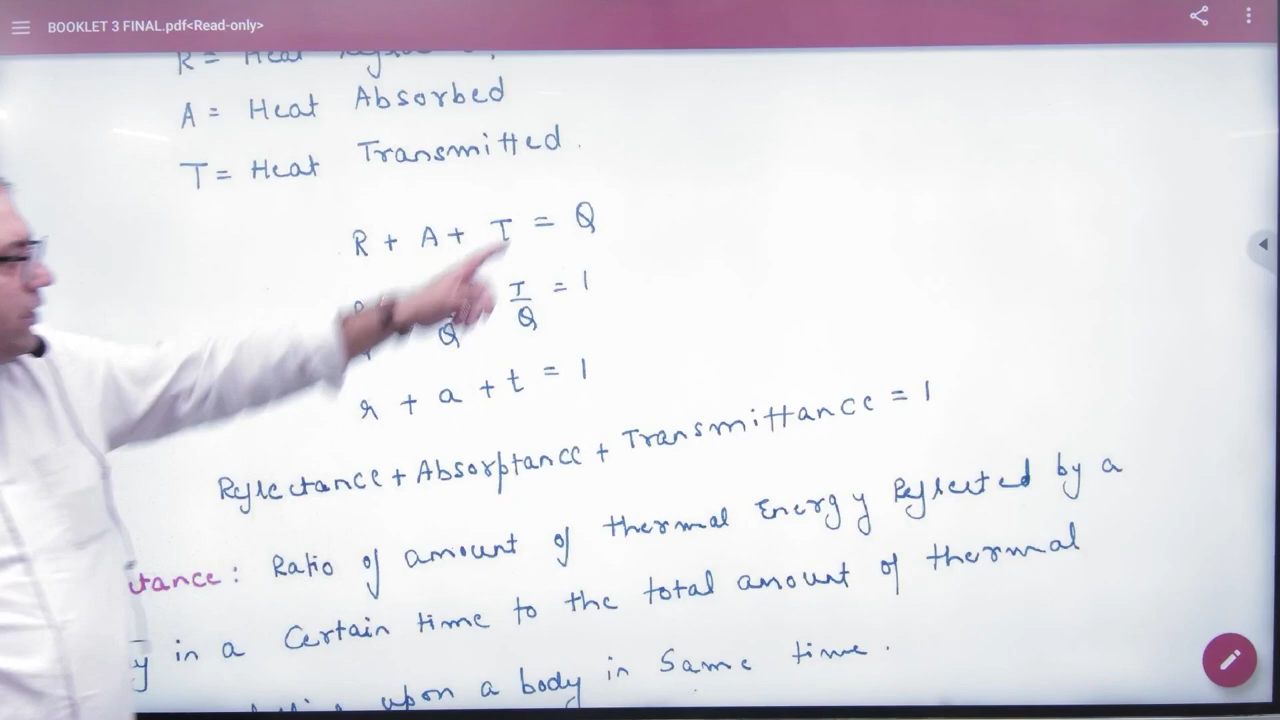 BOOKLET 3 FINAL.pdf<Read-only>
R = Heat
A = Heat Absorbed
T = Heat Transmitted.
R + A + T = Q
Q T/Q = 1
r + a + t = 1
Reflectance + Absorptance + Transmittance = 1
tance: Ratio of amount of thermal Energy Reflected by a
y in a Certain time to the total amount of thermal
upon a body in Same time.